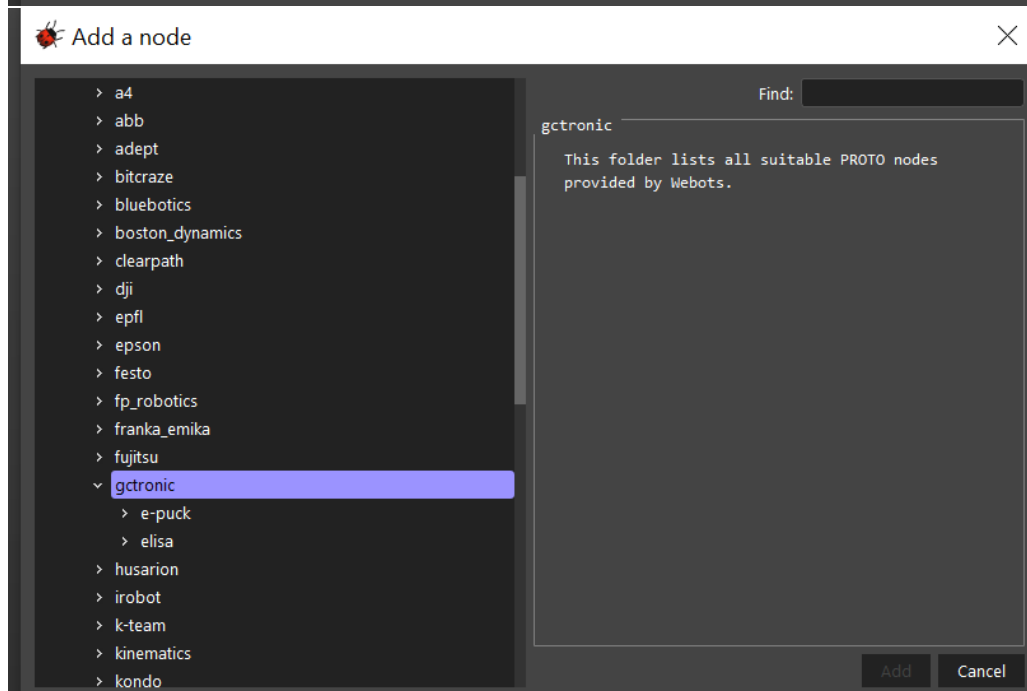 Add a node
a4
abb
adept
bitcraze
bluebotics
boston_dynamics
clearpath
dji
epfl
epson
festo
fp_robotics
franka_emika
fujitsu
gctronic
e-puck
elisa
husarion
irobot
k-team
kinematics
kondo
Find:
gctronic
This folder lists all suitable PROTO nodes
provided by Webots.
Add
Cancel